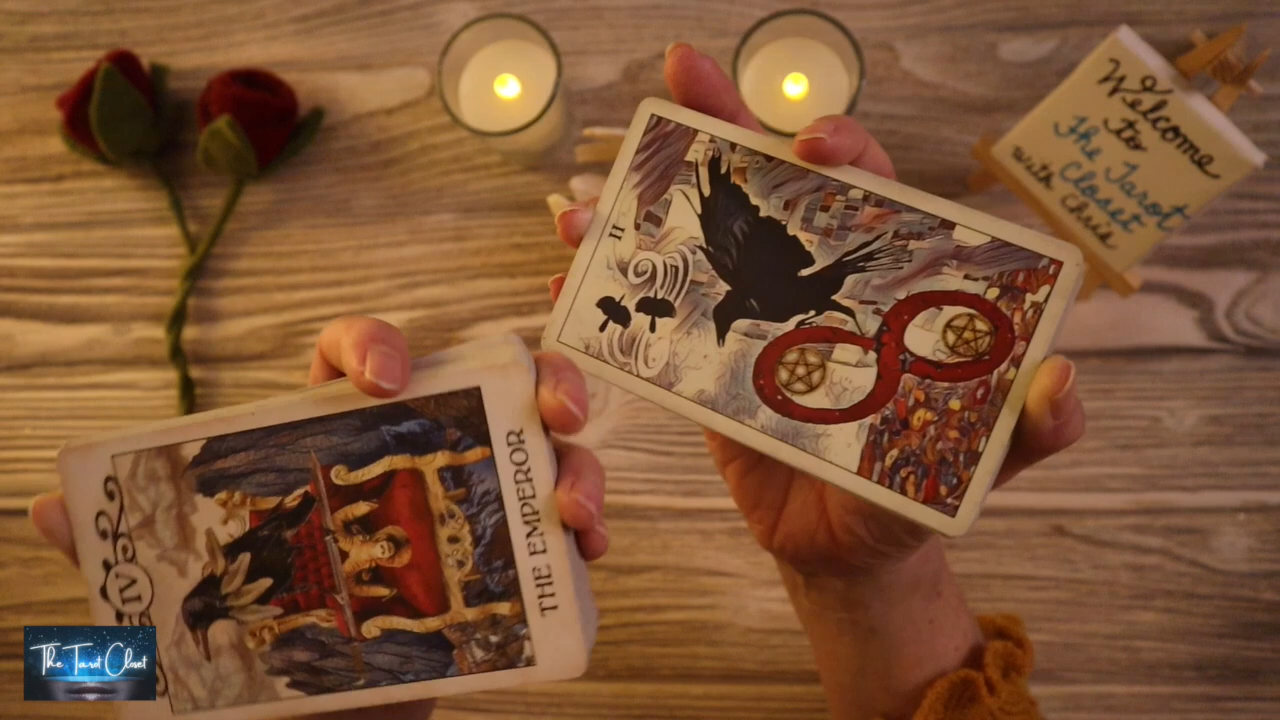 Welcome
to
The Tarot
Closet
with Chris
II
IV
THE EMPEROR
The Tarot Closet